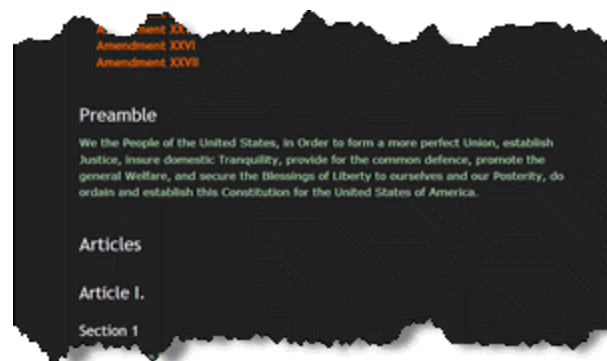 Amendment XX
Amendment XXVI
Amendment XXVII
Preamble
We the People of the United States, in Order to form a more perfect Union, establish
Justice, insure domestic Tranquility, provide for the common defence, promote the
general Welfare, and secure the Blessings of Liberty to ourselves and our Posterity, do
ordain and establish this Constitution for the United States of America.
Articles
Article I.
Section 1